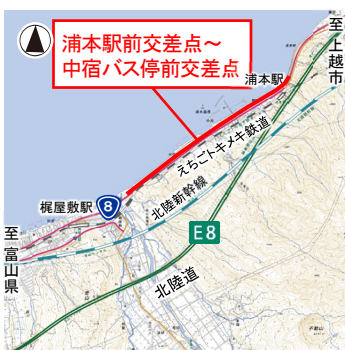 浦本駅前交差点～
中宿バス停前交差点
至上越市
浦本駅
えちごトキメキ鉄道
北陸新幹線
梶屋敷駅
8
E8
至富山県
北陸道